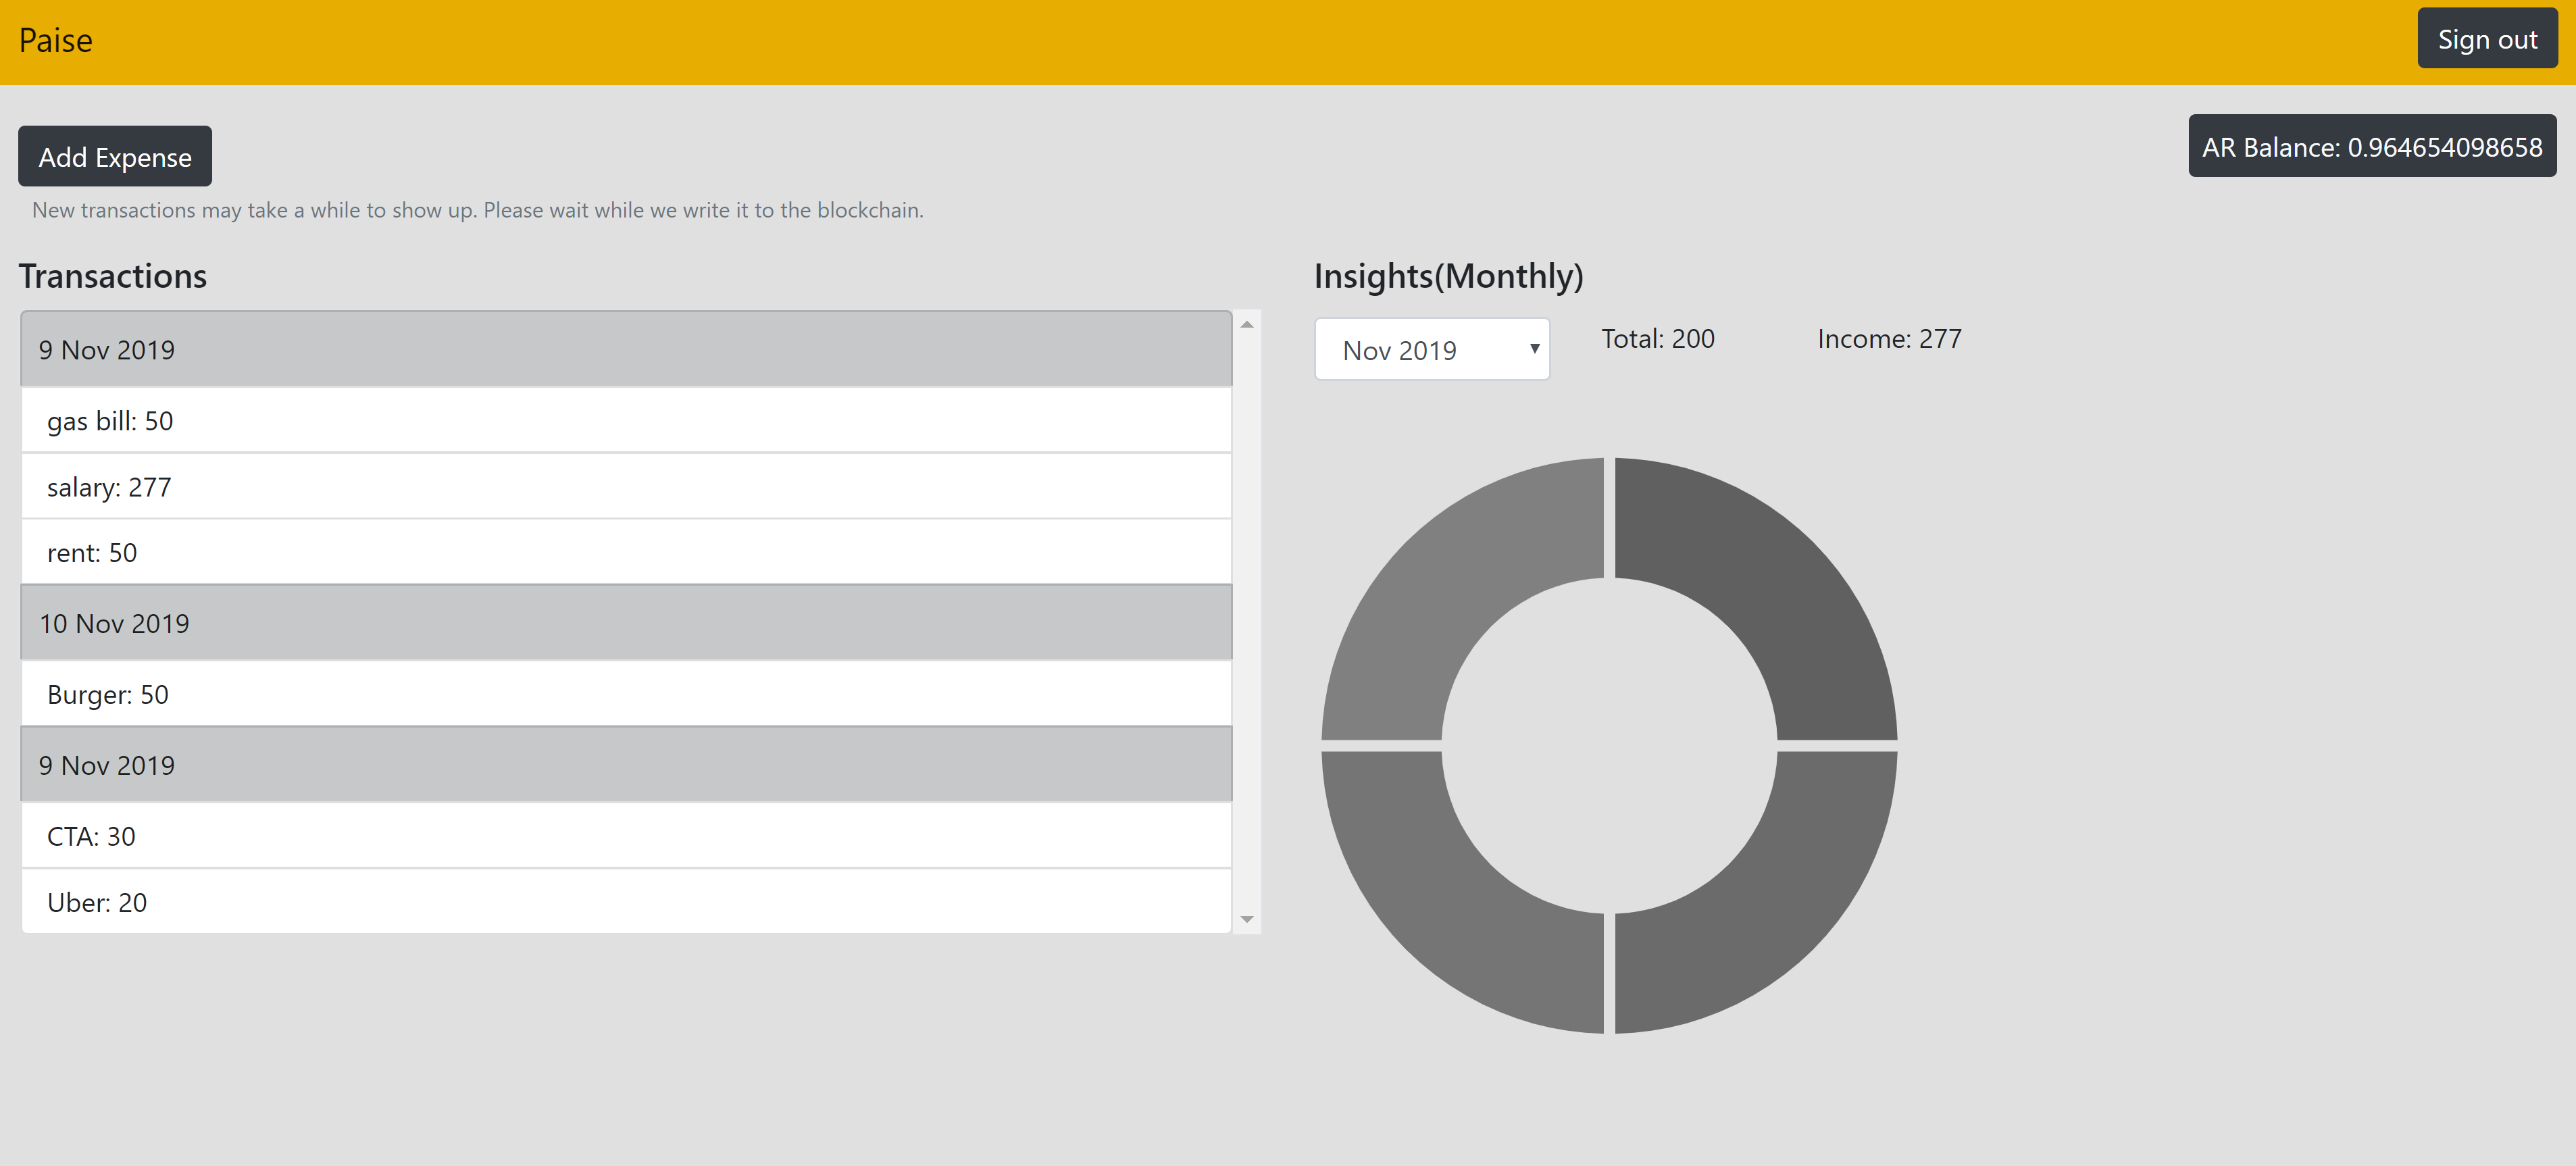 Paise
Sign out
Add Expense
AR Balance: 0.964654098658
New transactions may take a while to show up. Please wait while we write it to the blockchain.
Transactions
9 Nov 2019
gas bill: 50
salary: 277
rent: 50
10 Nov 2019
Burger: 50
9 Nov 2019
CTA: 30
Uber: 20
Insights(Monthly)
Nov 2019
Total: 200
Income: 277